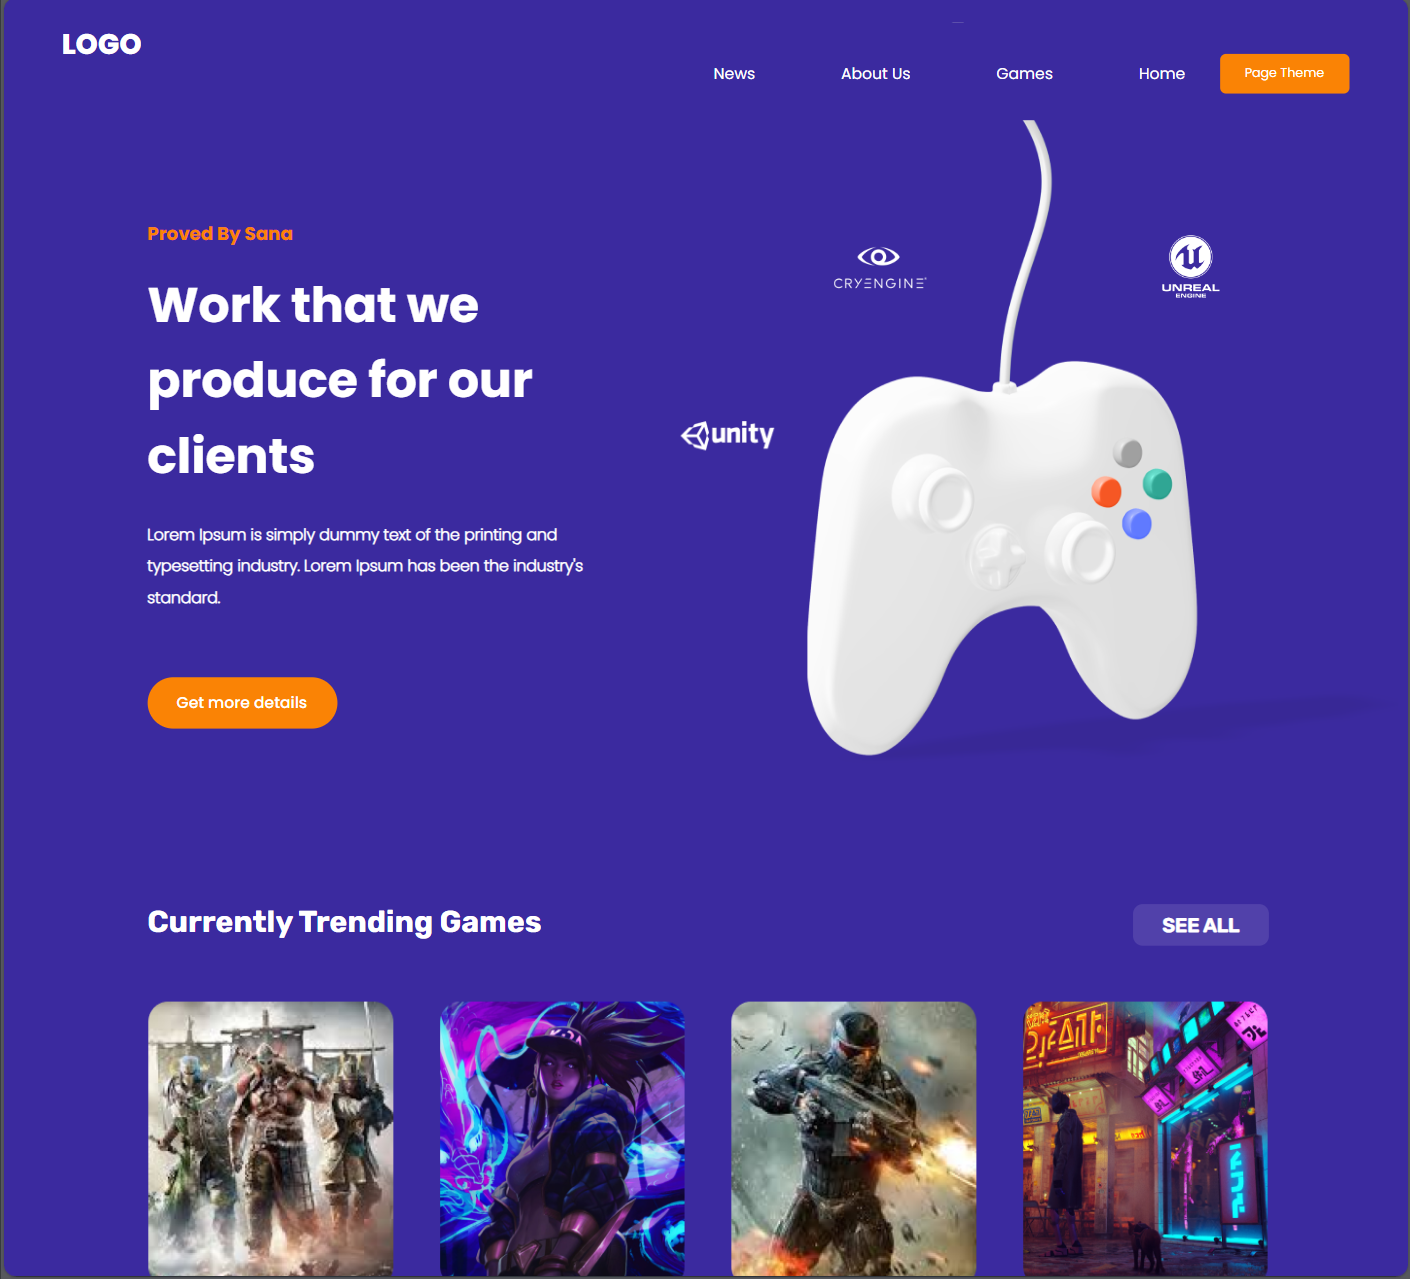 LOGO
News
About Us
Games
Home
Page Theme
Proved By Sana
CRYENGINE
UNREAL
ENGINE
Work that we
produce for our
clients
unity
Lorem Ipsum is simply dummy text of the printing and
typesetting industry. Lorem Ipsum has been the industry's
standard.
Get more details
Currently Trending Games
SEE ALL